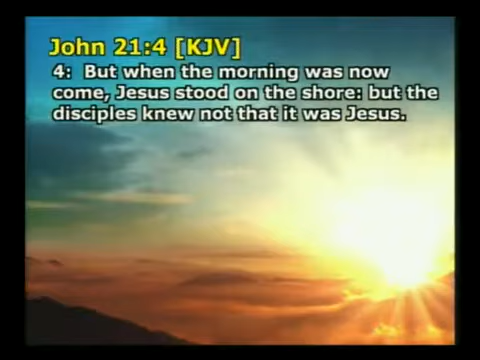 John 21:4 [KJV]
4:  But when the morning was now
come, Jesus stood on the shore: but the
disciples knew not that it was Jesus.